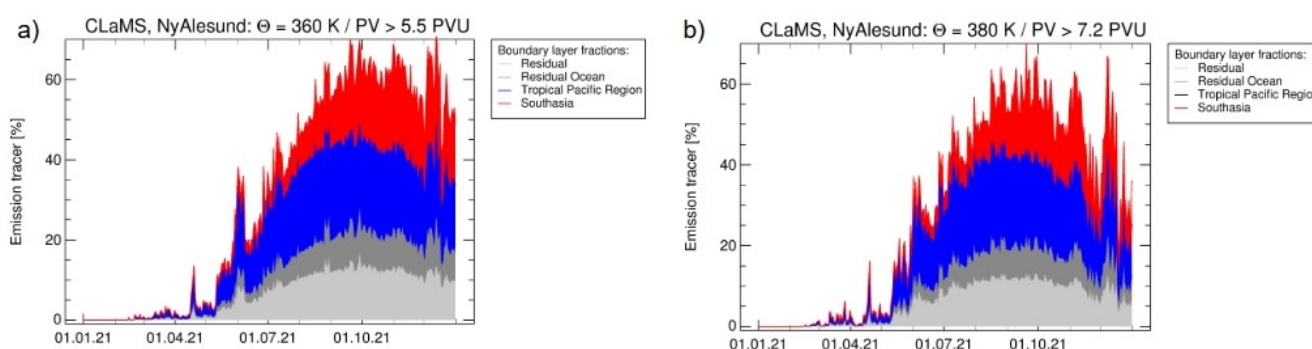 a)
CLaMS, NyAlesund: Θ = 360 K / PV > 5.5 PVU
Emission tracer [%]
60
40
20
0
01.01.21 01.04.21 01.07.21 01.10.21
Boundary layer fractions:
Residual
Residual Ocean
Tropical Pacific Region
Southasia
b)
CLaMS, NyAlesund: Θ = 380 K / PV > 7.2 PVU
Emission tracer [%]
60
40
20
0
01.01.21 01.04.21 01.07.21 01.10.21
Boundary layer fractions:
Residual
Residual Ocean
Tropical Pacific Region
Southasia